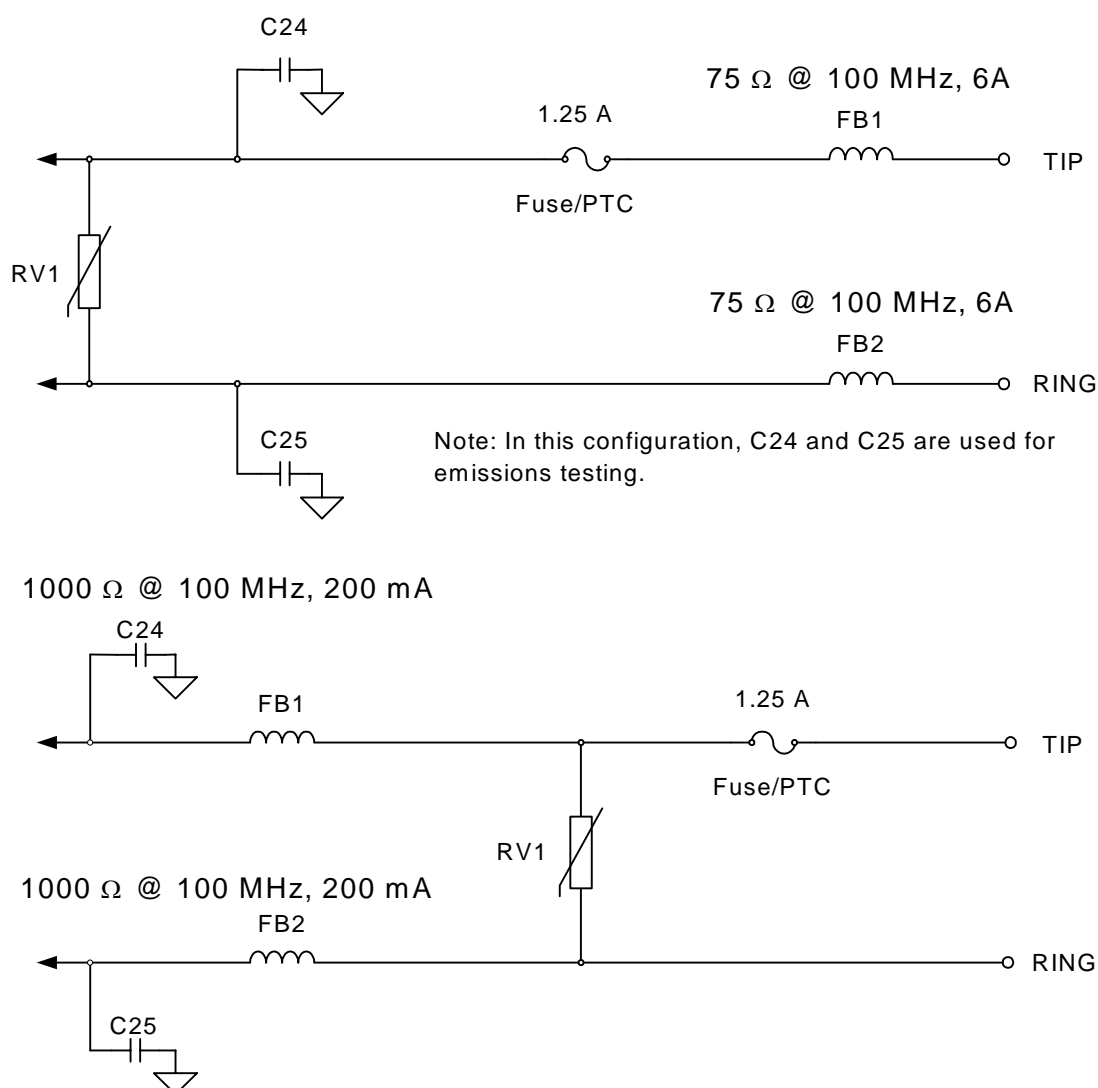 C24
75 Ω @ 100 MHz, 6A
1.25 A
FB1
TIP
Fuse/PTC
RV1
75 Ω @ 100 MHz, 6A
FB2
RING
C25
Note: In this configuration, C24 and C25 are used for
emissions testing.
1000 Ω @ 100 MHz, 200 mA
C24
FB1
1.25 A
TIP
Fuse/PTC
RV1
1000 Ω @ 100 MHz, 200 mA
FB2
RING
C25